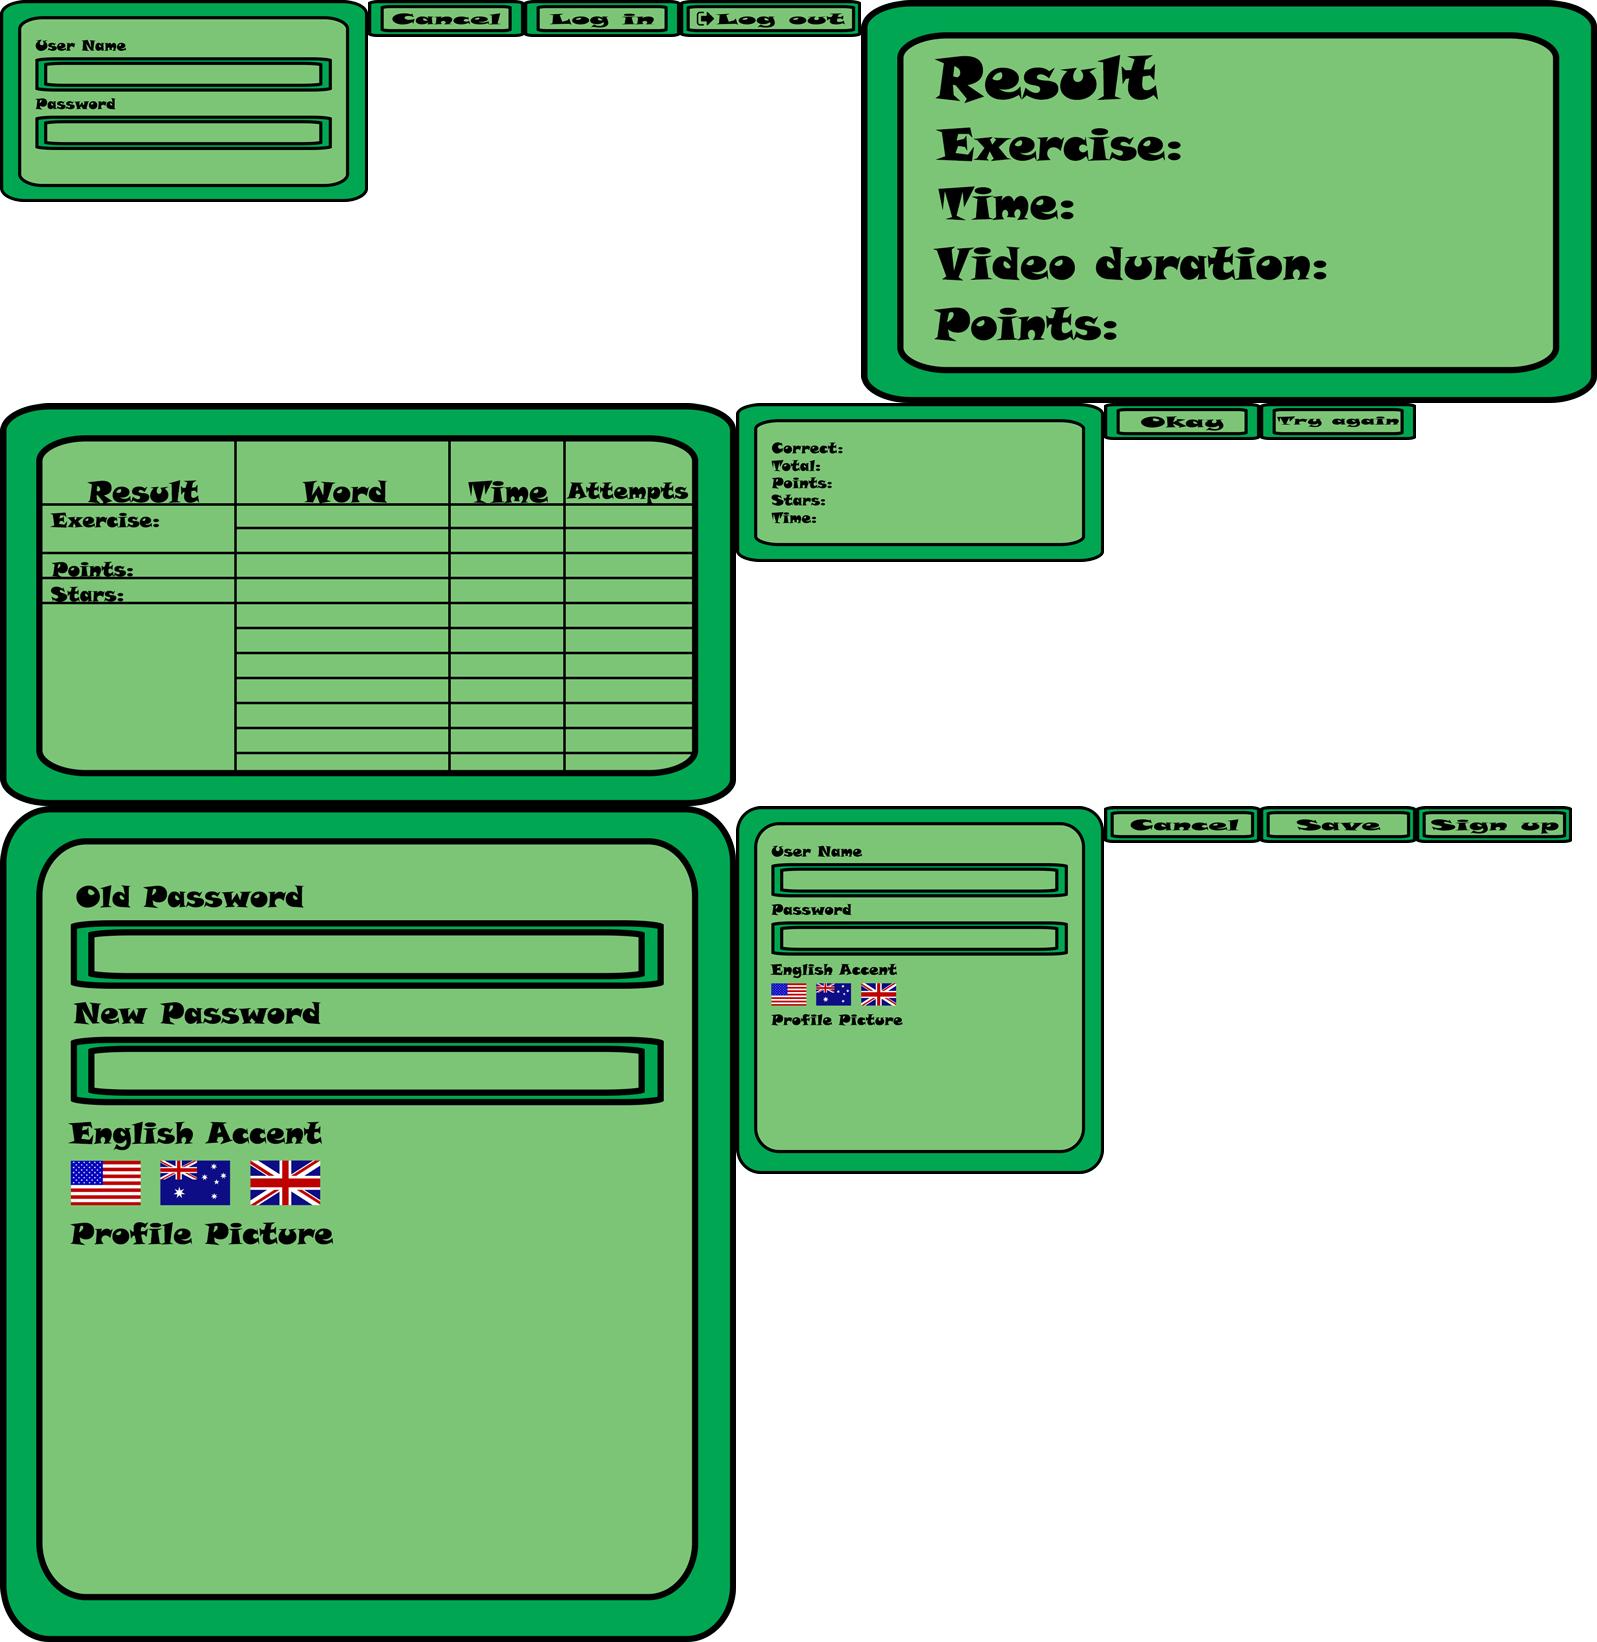 User Name
Password
Cancel
Log in
Log out
Result
Exercise:
Time:
Video duration:
Points:
Result Word Time Attempts
Exercise:
Points:
Stars:
Correct:
Total:
Points:
Stars:
Time:
Okay
Try again
Old Password
New Password
English Accent
Profile Picture
User Name
Password
English Accent
Profile Picture
Cancel
Save
Sign up